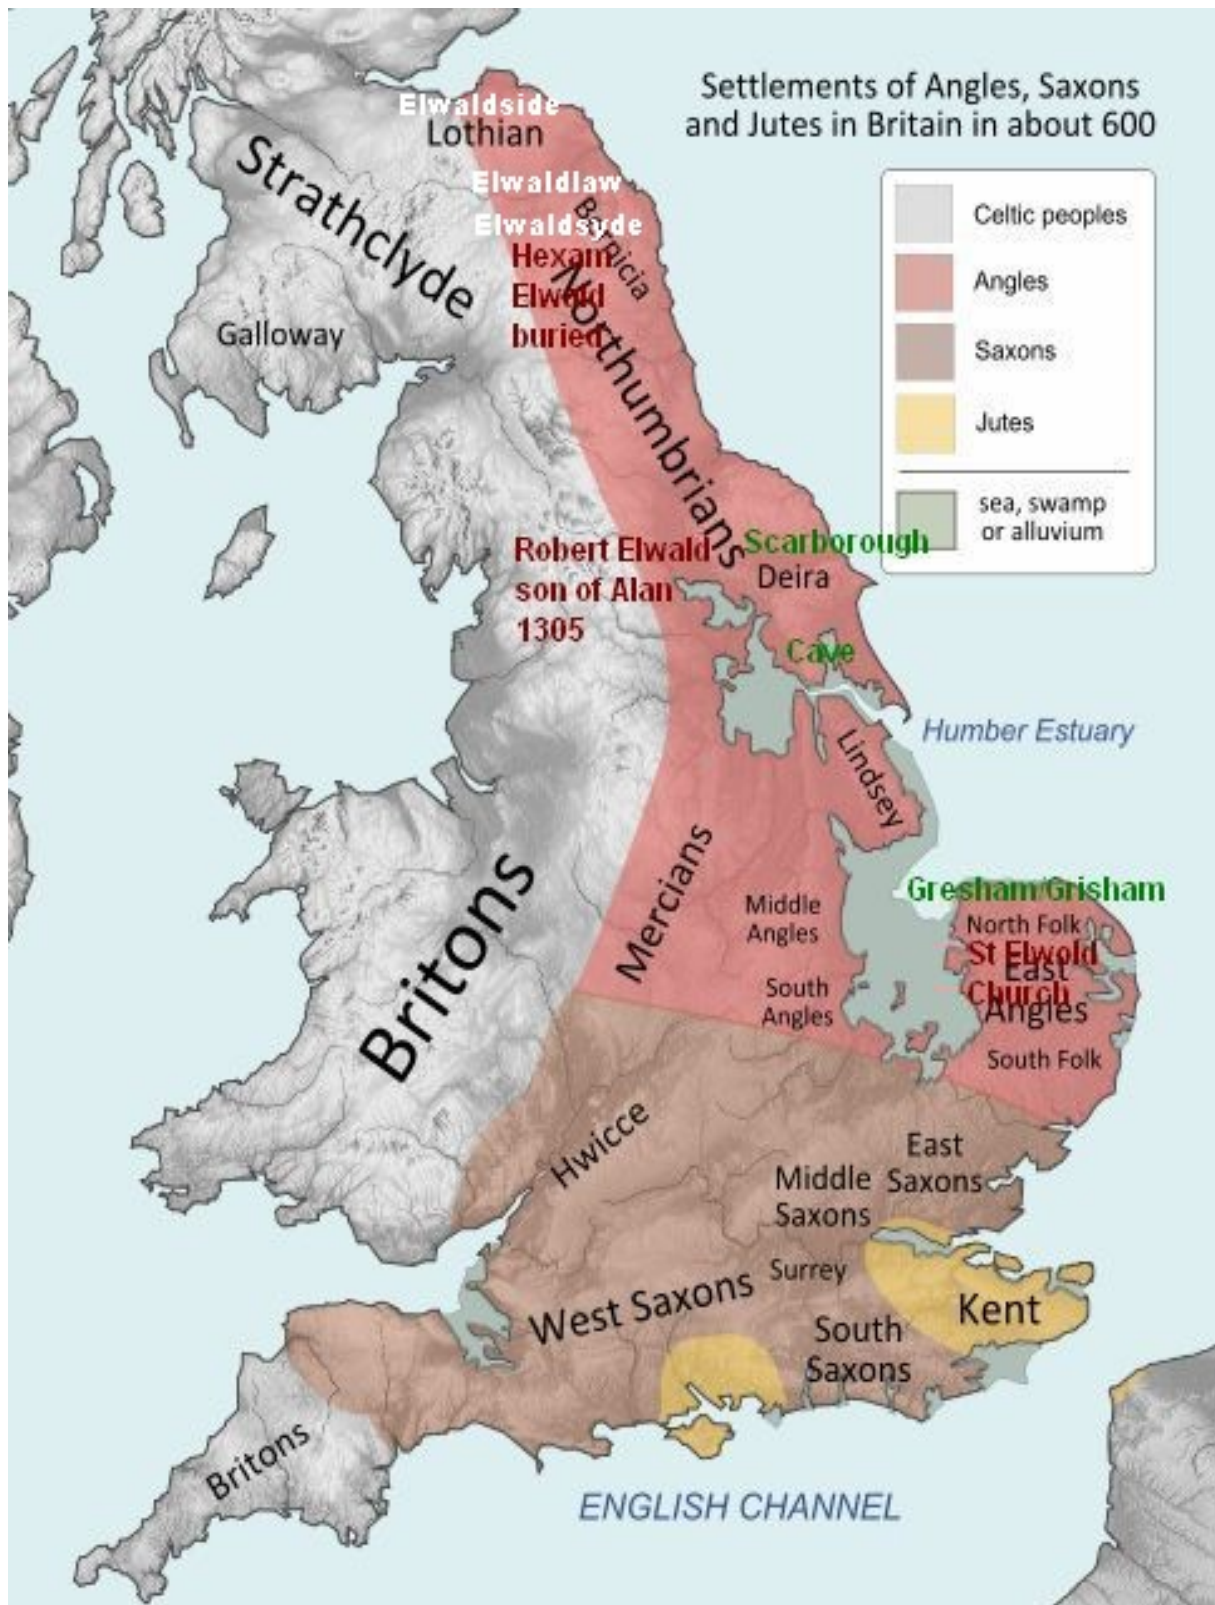 Settlements of Angles, Saxons
and Jutes in Britain in about 600
Celtic peoples
Angles
Saxons
Jutes
sea, swamp
or alluvium
Elwaldside
Lothian
Strathclyde
Elwaldlaw
Bernicia
Elwaldsyde
Hexam
Elwald
buried
Galloway
Northumbrians
Robert Elwald
son of Alan
1305
Scarborough
Deira
Cave
Humber Estuary
Lindsey
Mercians
Britons
Middle
Angles
Gresham/Grisham
North Folk
St Elwold
East
Church
Angles
South
Angles
South Folk
Hwicce
East
Saxons
Middle
Saxons
Surrey
West Saxons
Kent
South
Saxons
Britons
ENGLISH CHANNEL